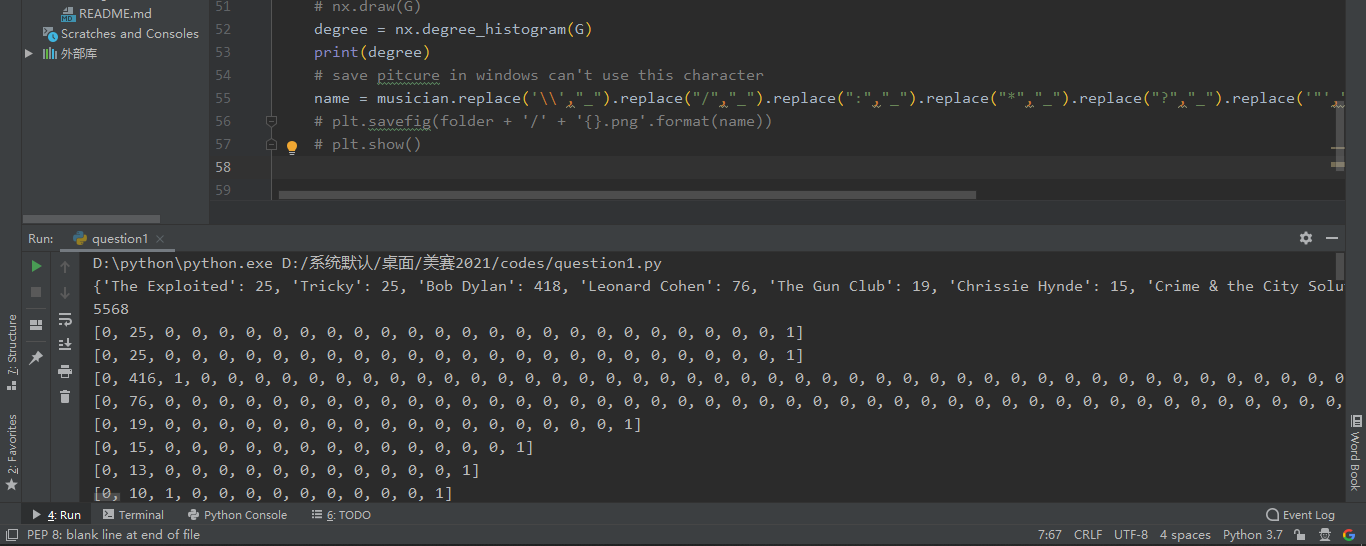 README.md
Scratches and Consoles
外部库
51 # nx.draw(G)
52 degree = nx.degree_histogram(G)
53 print(degree)
54 # save pitcure in windows can't use this character
55 name = musician.replace('\\',"_").replace("/","_").replace(":","_").replace("*","_").replace("?","_").replace('"',"
56 # plt.savefig(folder + '/' + '{}.png'.format(name))
57 # plt.show()
58
59
Run: question1
D:\python\python.exe D:/系统默认/桌面/美赛2021/codes/question1.py
{'The Exploited': 25, 'Tricky': 25, 'Bob Dylan': 418, 'Leonard Cohen': 76, 'The Gun Club': 19, 'Chrissie Hynde': 15, 'Crime & the City Solu
5568
[0, 25, 0, 0, 0, 0, 0, 0, 0, 0, 0, 0, 0, 0, 0, 0, 0, 0, 0, 0, 0, 0, 0, 0, 0, 1]
[0, 25, 0, 0, 0, 0, 0, 0, 0, 0, 0, 0, 0, 0, 0, 0, 0, 0, 0, 0, 0, 0, 0, 0, 0, 1]
[0, 416, 1, 0, 0, 0, 0, 0, 0, 0, 0, 0, 0, 0, 0, 0, 0, 0, 0, 0, 0, 0, 0, 0, 0, 0, 0, 0, 0, 0, 0, 0, 0, 0, 0, 0, 0, 0, 0, 0, 0, 0, 0, 0, 0, 0
[0, 76, 0, 0, 0, 0, 0, 0, 0, 0, 0, 0, 0, 0, 0, 0, 0, 0, 0, 0, 0, 0, 0, 0, 0, 0, 0, 0, 0, 0, 0, 0, 0, 0, 0, 0, 0, 0, 0, 0, 0, 0, 0, 0, 0, 0,
[0, 19, 0, 0, 0, 0, 0, 0, 0, 0, 0, 0, 0, 0, 0, 0, 0, 0, 0, 1]
[0, 15, 0, 0, 0, 0, 0, 0, 0, 0, 0, 0, 0, 0, 0, 1]
[0, 13, 0, 0, 0, 0, 0, 0, 0, 0, 0, 0, 0, 1]
[0, 10, 1, 0, 0, 0, 0, 0, 0, 0, 0, 1]
7: Structure
2: Favorites
Word Book
4: Run
Terminal
Python Console
6: TODO
Event Log
PEP 8: blank line at end of file
7:67 CRLF UTF-8 4 spaces Python 3.7